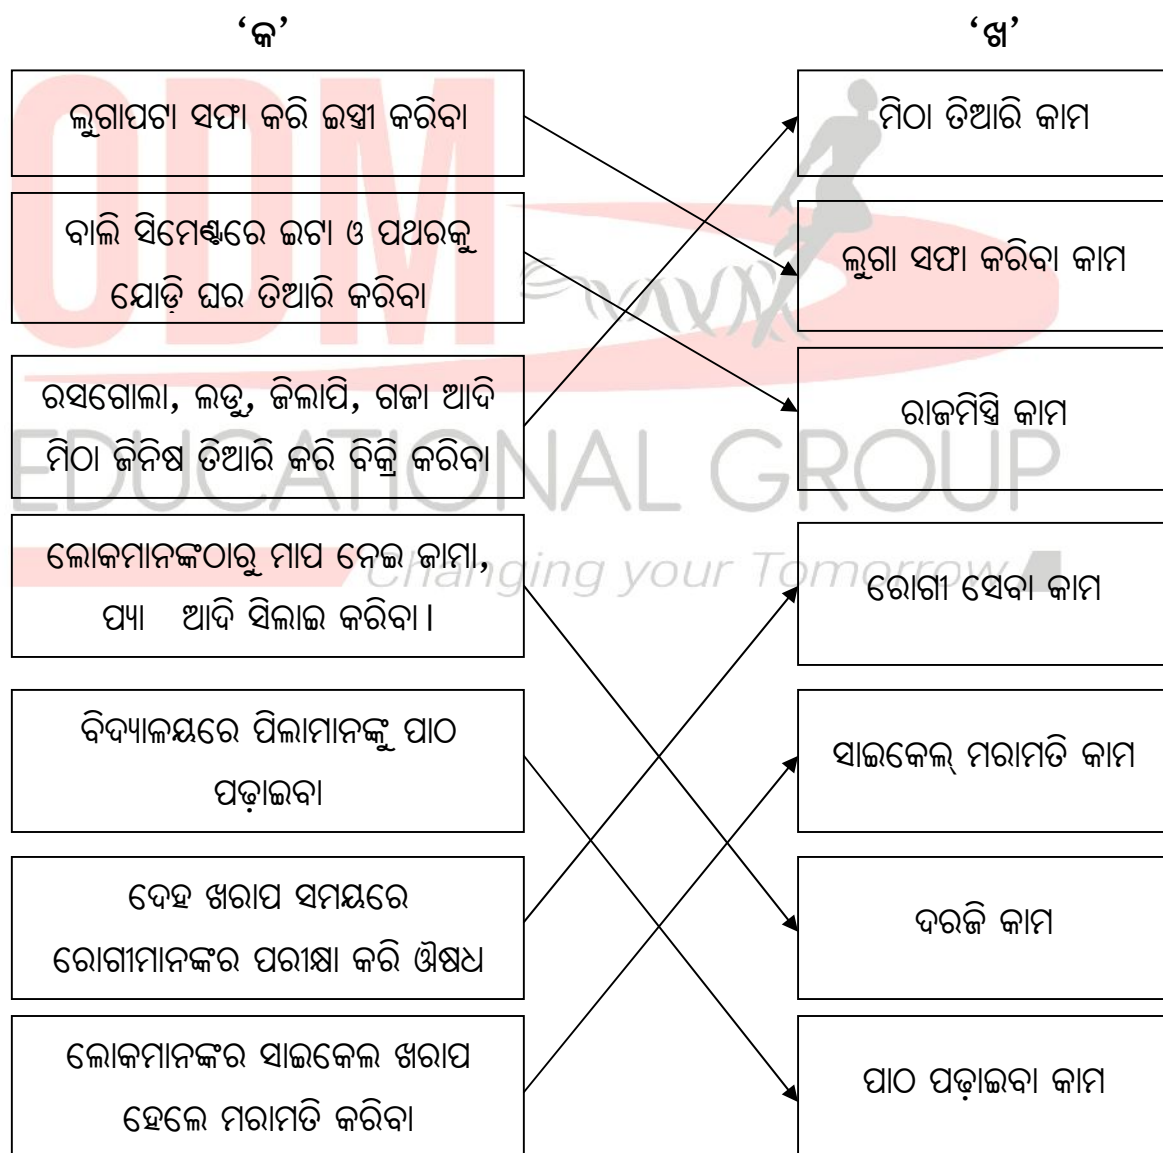 ‘କ’
‘ଖ’
ଲୁଗାପଟା ସଫା କରି ଇସ୍ତ୍ରୀ କରିବା
ମିଠା ତିଆରି କାମ
ବାଲି ସିମେଣ୍ଟରେ ଇଟା ଓ ପଥରକୁ
ଯୋଡ଼ି ଘର ତିଆରି କରିବା
ଲୁଗା ସଫା କରିବା କାମ
ରସଗୋଲା, ଲଡୁ, ଜିଲାପି, ଗଜା ଆଦି
ମିଠା ଜିନିଷ ତିଆରି କରି ବିକ୍ରି କରିବା
ରାଜମିସ୍ତ୍ରି କାମ
ଲୋକମାନଙ୍କଠାରୁ ମାପ ନେଇ ଜାମା,
ପ୍ୟା ଆଦି ସିଲାଇ କରିବା।
ରୋଗୀ ସେବା କାମ
ବିଦ୍ୟାଳୟରେ ପିଲାମାନଙ୍କୁ ପାଠ
ପଢ଼ାଇବା
ସାଇକେଲ୍ ମରାମତି କାମ
ଦେହ ଖରାପ ସମୟରେ
ରୋଗୀମାନଙ୍କର ପରୀକ୍ଷା କରି ଔଷଧ
ଦରଜି କାମ
ଲୋକମାନଙ୍କର ସାଇକେଲ ଖରାପ
ହେଲେ ମରାମତି କରିବା
ପାଠ ପଢ଼ାଇବା କାମ
ODM
EDUCATIONAL GROUP
Changing your Tomorrow